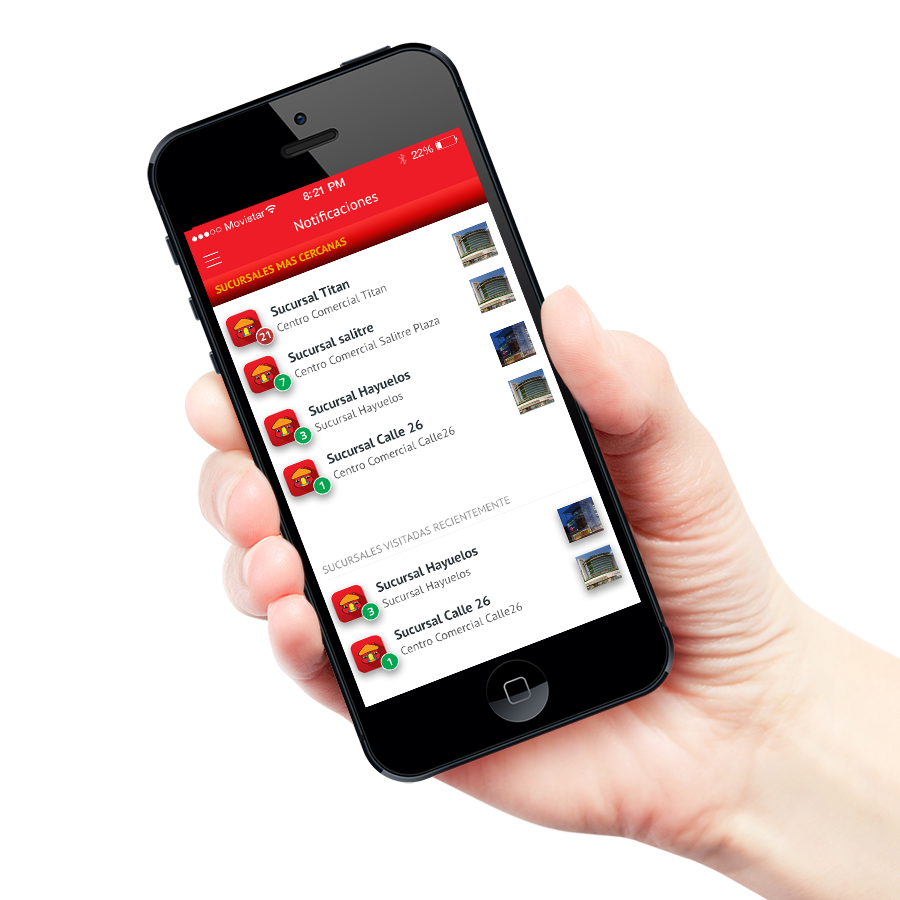 Movistar 8:21 PM 22%
Notificaciones
SUCURSALES MAS CERCANAS
Sucursal Titan
Centro Comercial Titan
21
Sucursal salitre
Centro Comercial Salitre Plaza
7
Sucursal Hayuelos
Sucursal Hayuelos
3
Sucursal Calle 26
Centro Comercial Calle26
1
SUCURSALES VISITADAS RECIENTEMENTE
Sucursal Hayuelos
Sucursal Hayuelos
3
Sucursal Calle 26
Centro Comercial Calle26
1